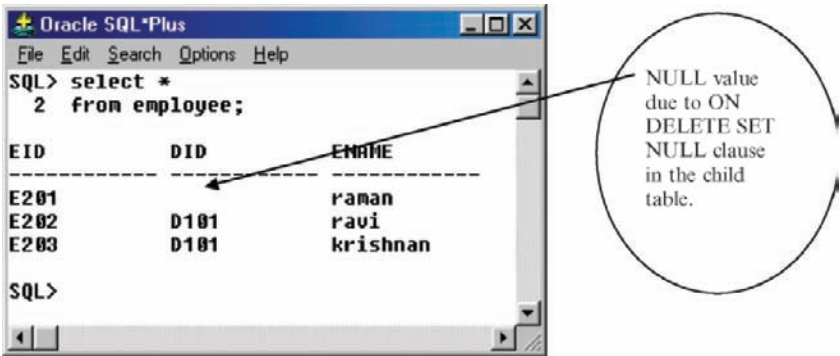 Oracle SQL*Plus
File Edit Search Options Help
SQL> select *
2 from employee;
EID DID ENAME
------------- ------------- -------------
E201 raman
E202 D101 ravi
E203 D101 krishnan
SQL>
NULL value
due to ON
DELETE SET
NULL clause
in the child
table.